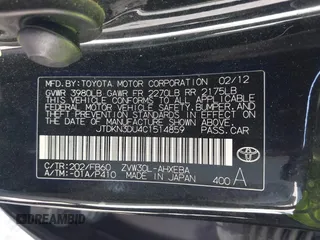 MFD.BY:TOYOTA MOTOR CORPORATION 02/12
GVWR 3980LB GAWR FR 2270LB RR 2175LB
THIS VEHICLE CONFORMS TO ALL APPLICABLE
FEDERAL MOTOR VEHICLE SAFETY, BUMPER, AND
THEFT PREVENTION STANDARDS IN EFFECT ON
THE DATE OF MANUFACTURE SHOWN ABOVE.
JTDKN3DU4C1514859 PASS.CAR
C/TR:202/FB60 ZVW30L-AHXEBA
A/TM:-01A/P410 MADE IN JAPAN 400 A
DREAMBID